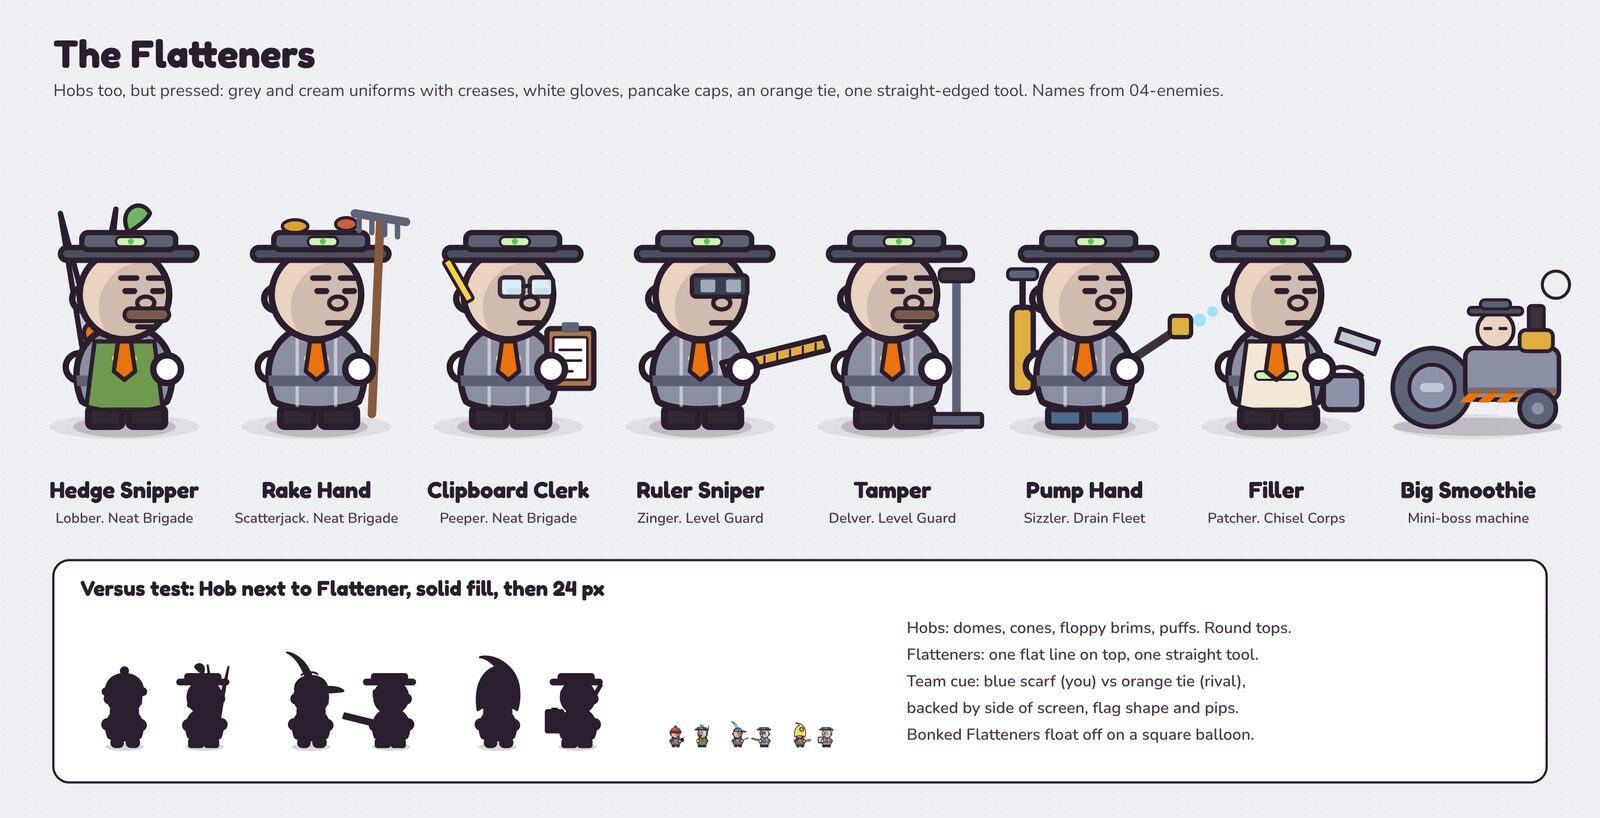 The Flatteners
Hobs too, but pressed: grey and cream uniforms with creases, white gloves, pancake caps, an orange tie, one straight-edged tool. Names from 04-enemies.
Hedge Snipper
Lobber. Neat Brigade
Rake Hand
Scatterjack. Neat Brigade
Clipboard Clerk
Peeper. Neat Brigade
Ruler Sniper
Zinger. Level Guard
Tamper
Delver. Level Guard
Pump Hand
Sizzler. Drain Fleet
Filler
Patcher. Chisel Corps
Big Smoothie
Mini-boss machine
Versus test: Hob next to Flattener, solid fill, then 24 px
Hobs: domes, cones, floppy brims, puffs. Round tops.
Flatteners: one flat line on top, one straight tool.
Team cue: blue scarf (you) vs orange tie (rival),
backed by side of screen, flag shape and pips.
Bonked Flatteners float off on a square balloon.